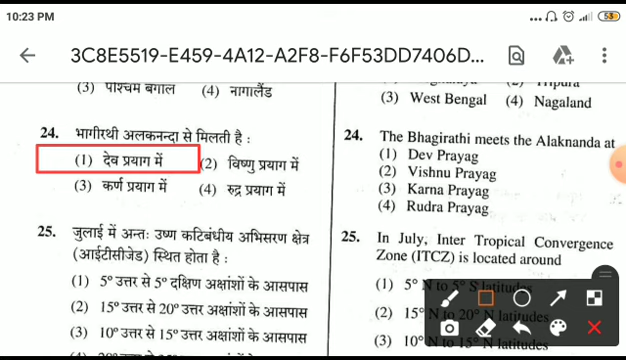 10:23 PM
53
3C8E5519-E459-4A12-A2F8-F6F53DD7406D...
(3) पश्चिम बंगाल (4) नागालैंड
24. भागीरथी अलकनन्दा से मिलती है :
(1) देव प्रयाग में (2) विष्णु प्रयाग में
(3) कर्ण प्रयाग में (4) रुद्र प्रयाग में
25. जुलाई में अन्तः उष्ण कटिबंधीय अभिसरण क्षेत्र
(आईटीसीजेड) स्थित होता है :
(1) 5° उत्तर से 5° दक्षिण अक्षांशों के आसपास
(2) 15° उत्तर से 20° उत्तर अक्षांशों के आसपास
(3) 10° उत्तर से 15° उत्तर अक्षांशों के आसपास
(2) Tripura
(3) West Bengal (4) Nagaland
24. The Bhagirathi meets the Alaknanda at
(1) Dev Prayag
(2) Vishnu Prayag
(3) Karna Prayag
(4) Rudra Prayag
25. In July, Inter Tropical Convergence
Zone (ITCZ) is located around
(1) 5° N to 5° S latitudes
(2) 15° N to 20° N latitudes
(3) 10° N to 15° N latitudes